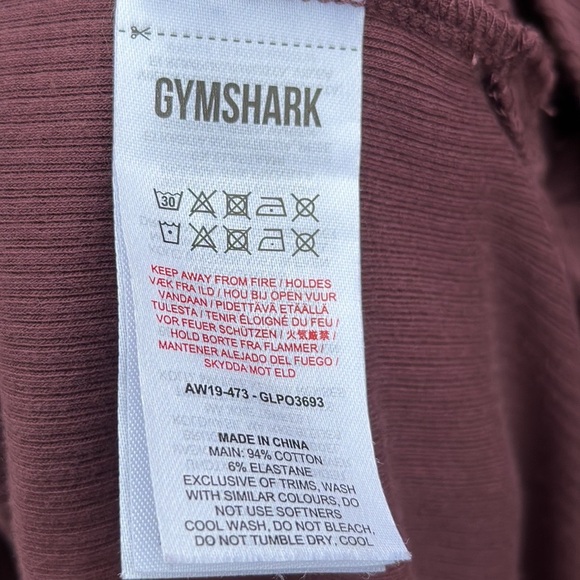 GYMSHARK
30
KEEP AWAY FROM FIRE / HOLDES
VÆK FRA ILD / HOU BIJ OPEN VUUR
VANDAAN / PIDETTÄVÄ ETÄÄLLÄ
TULESTA / TENIR ÉLOIGNÉ DU FEU /
VOR FEUER SCHÜTZEN / 火気厳禁 /
HOLD BORTE FRA FLAMMER /
MANTENER ALEJADO DEL FUEGO /
SKYDDA MOT ELD
AW19-473 - GLPO3693
MADE IN CHINA
MAIN: 94% COTTON
6% ELASTANE
EXCLUSIVE OF TRIMS, WASH
WITH SIMILAR COLOURS, DO
NOT USE SOFTNERS
COOL WASH, DO NOT BLEACH,
DO NOT TUMBLE DRY, COOL